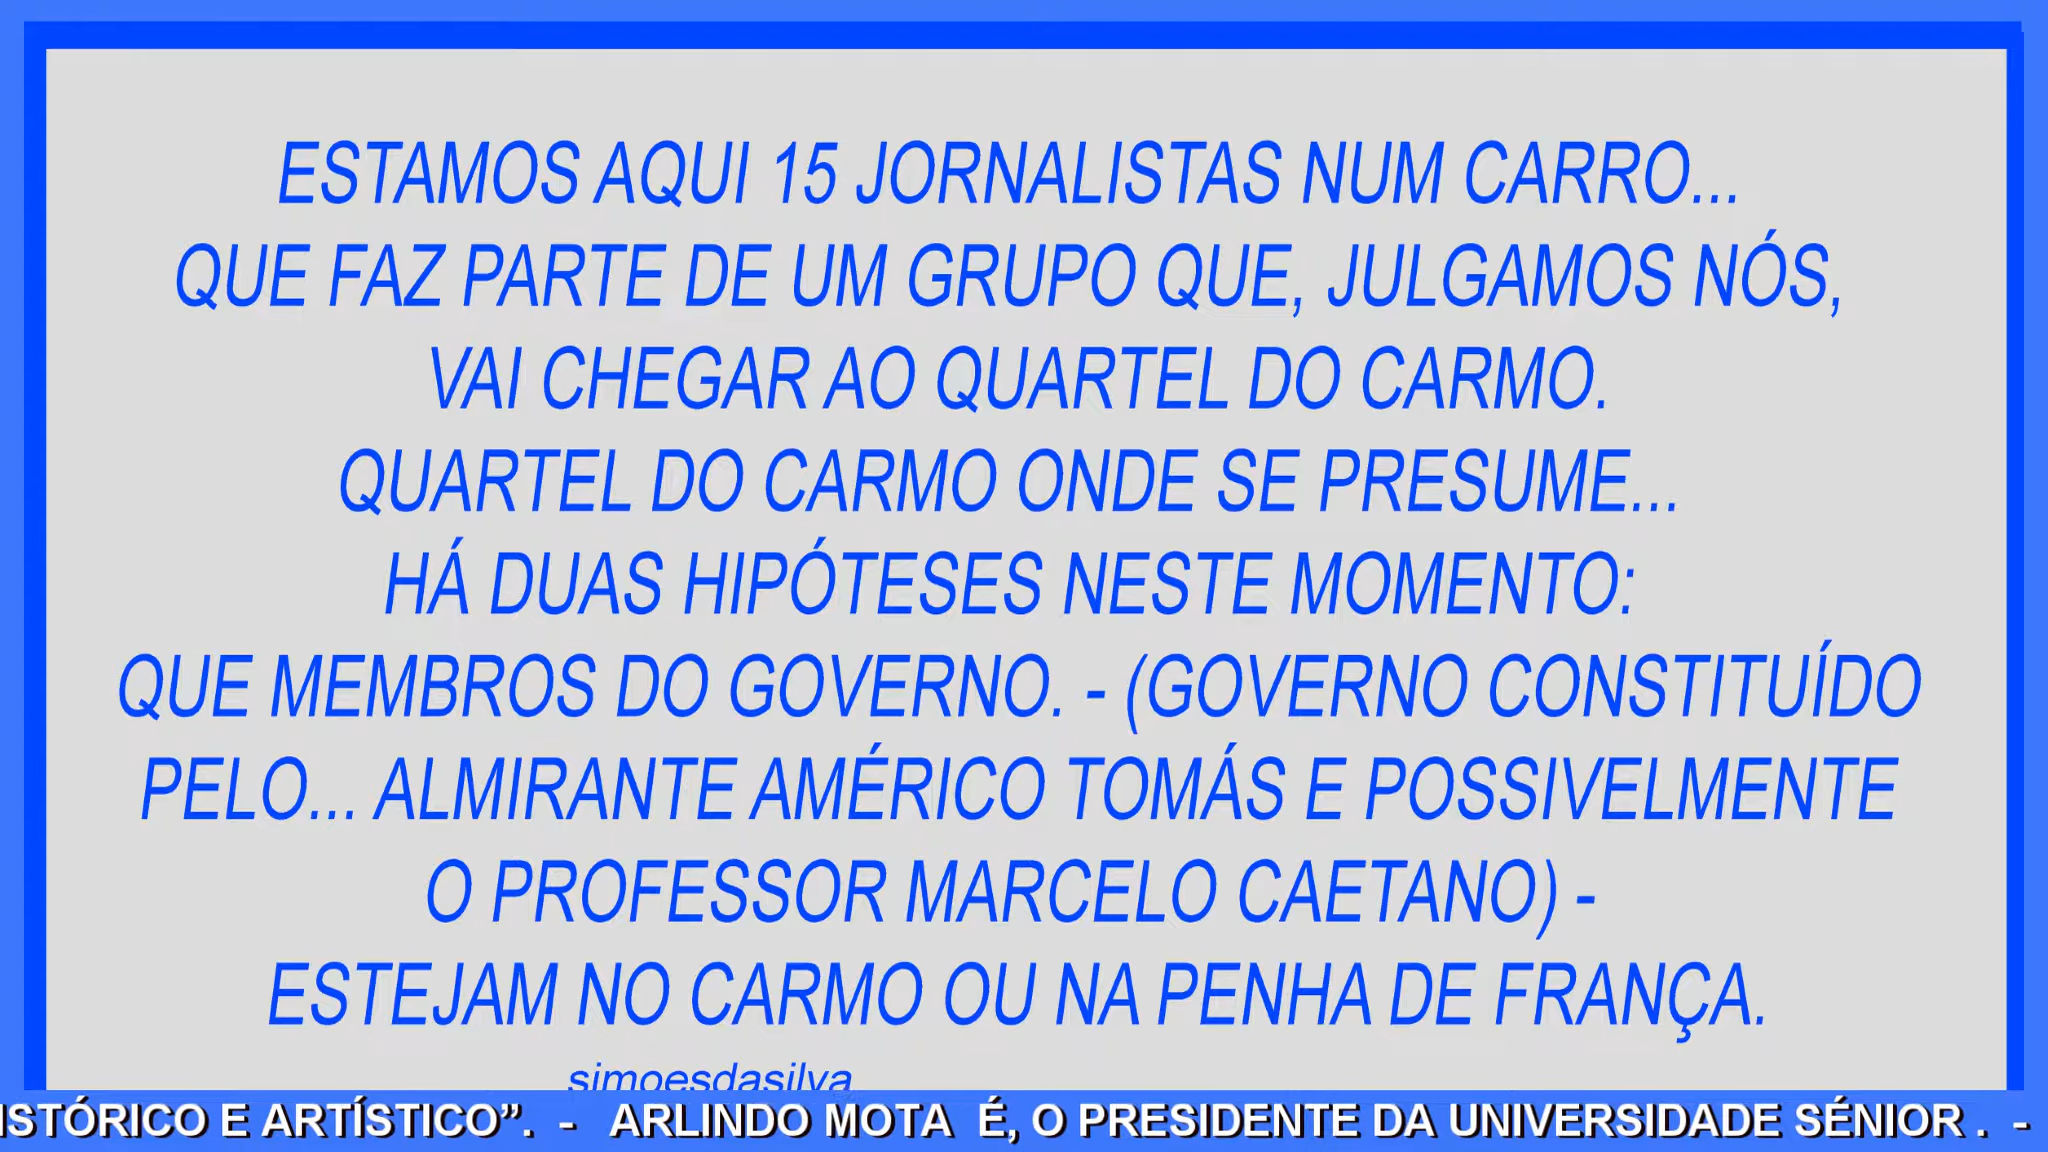 ESTAMOS AQUI 15 JORNALISTAS NUM CARRO...
QUE FAZ PARTE DE UM GRUPO QUE, JULGAMOS NÓS,
VAI CHEGAR AO QUARTEL DO CARMO.
QUARTEL DO CARMO ONDE SE PRESUME...
HÁ DUAS HIPÓTESES NESTE MOMENTO:
QUE MEMBROS DO GOVERNO. - (GOVERNO CONSTITUÍDO
PELO... ALMIRANTE AMÉRICO TOMÁS E POSSIVELMENTE
O PROFESSOR MARCELO CAETANO) -
ESTEJAM NO CARMO OU NA PENHA DE FRANÇA.
simoesdasilva
ISTÓRICO E ARTÍSTICO”. - ARLINDO MOTA É, O PRESIDENTE DA UNIVERSIDADE SÉNIOR . -